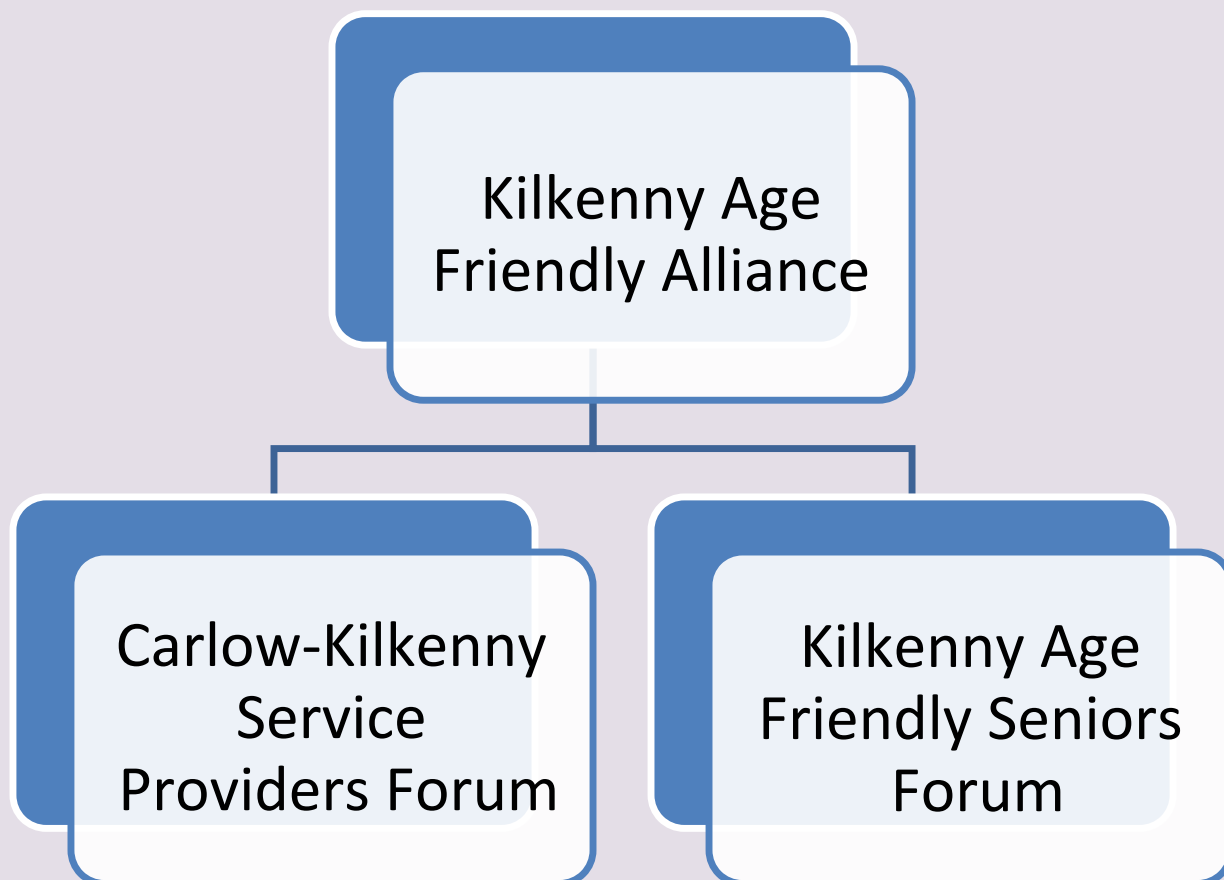 Kilkenny Age
Friendly Alliance
Carlow-Kilkenny
Service
Providers Forum
Kilkenny Age
Friendly Seniors
Forum